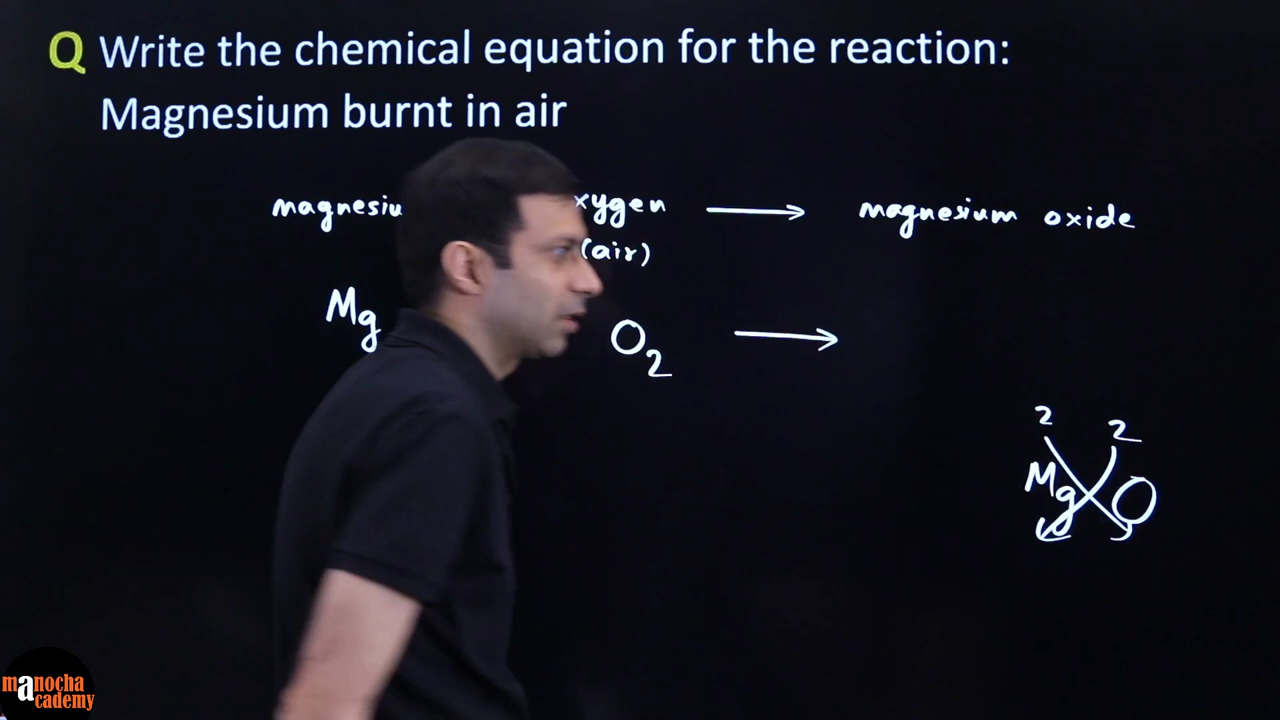 Q Write the chemical equation for the reaction:
Magnesium burnt in air
magnesiu xygen → magnesium oxide
(air)
Mg O₂ →
2 2
Mg O
manocha
academy